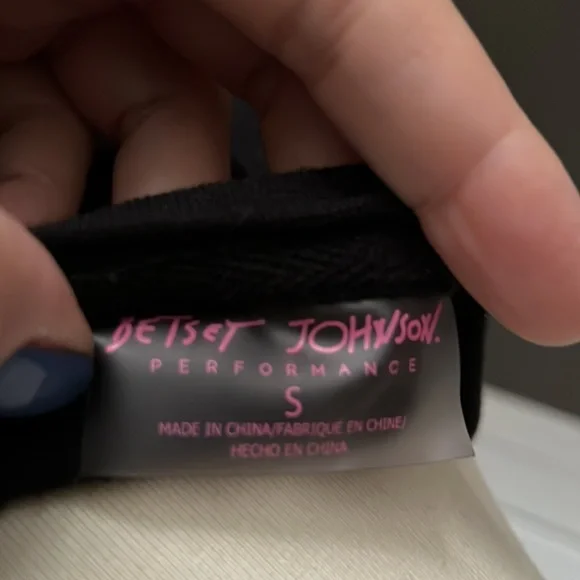 BETSEY JOHNSON.
PERFORMANCE
S
MADE IN CHINA/FABRIQUE EN CHINE/
HECHO EN CHINA